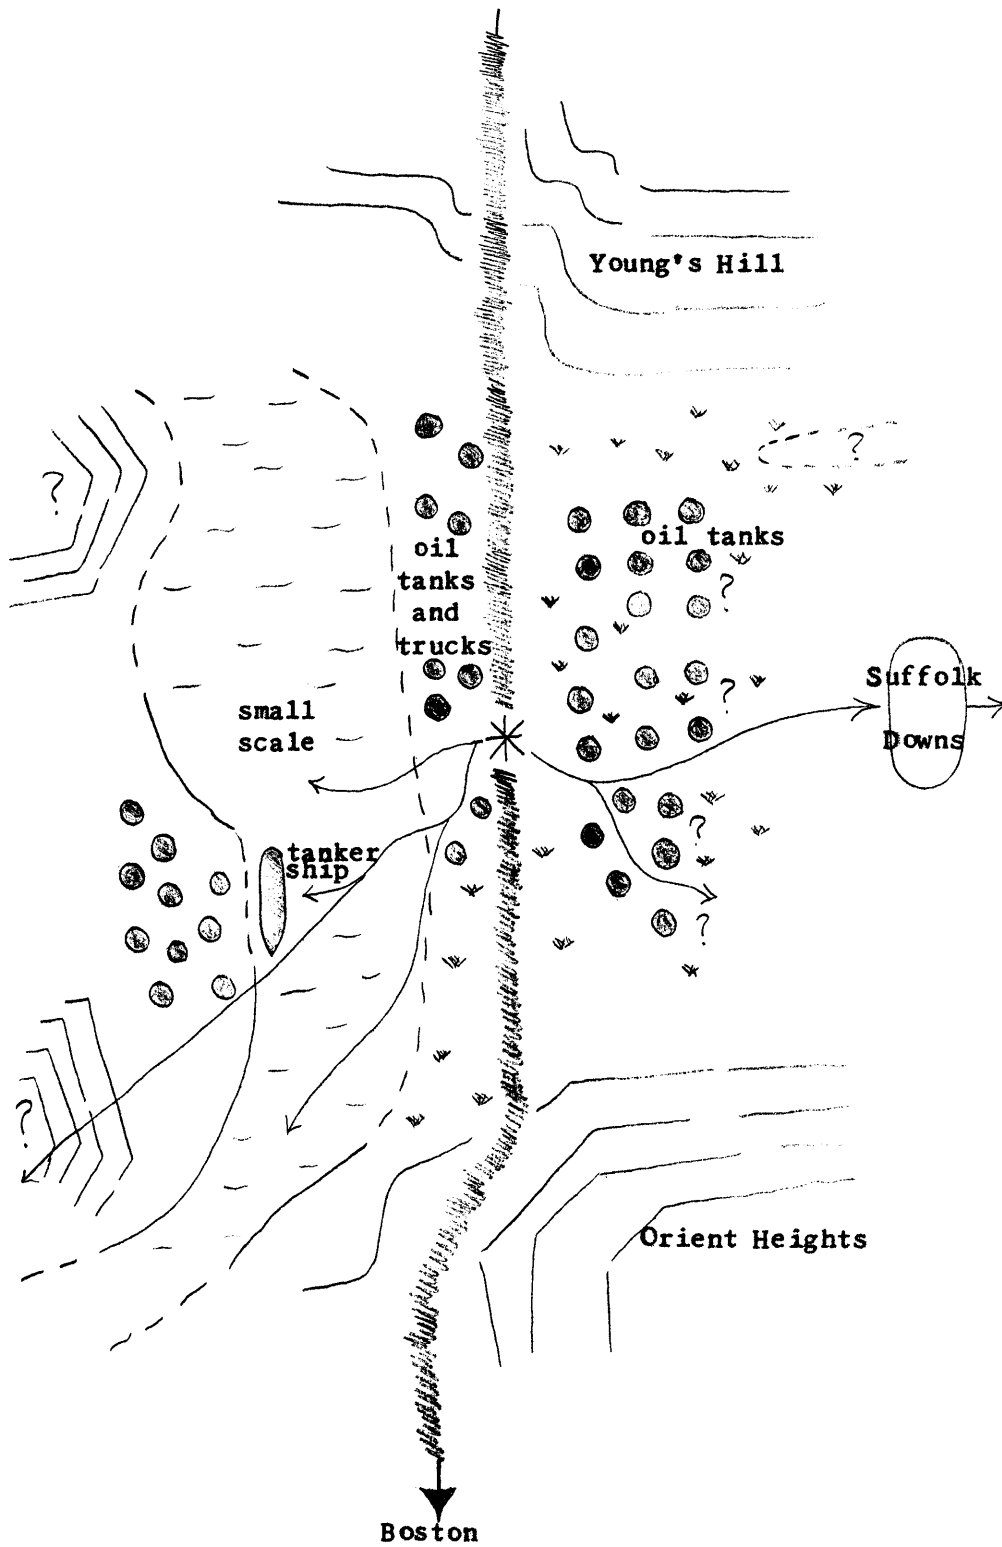 Young's Hill
?
?
oil tanks
oil
tanks
and
trucks
?
?
Suffolk
Downs
small
scale
?
tanker
ship
?
?
Orient Heights
Boston